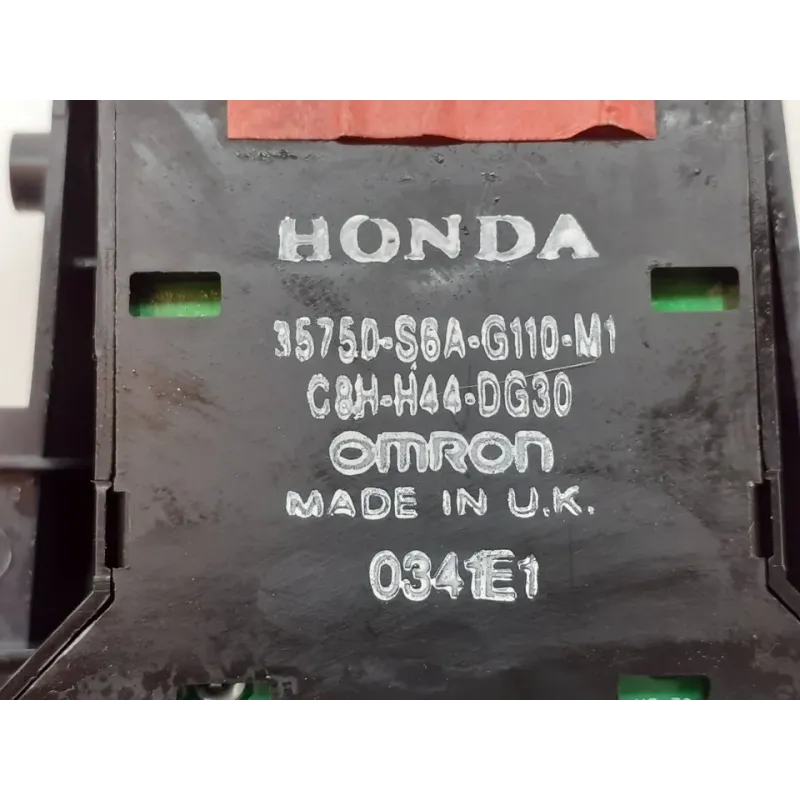 HONDA
35750-S6A-G110-M1
C8H-H44-DG30
OMRON
MADE IN U.K.
0341E1